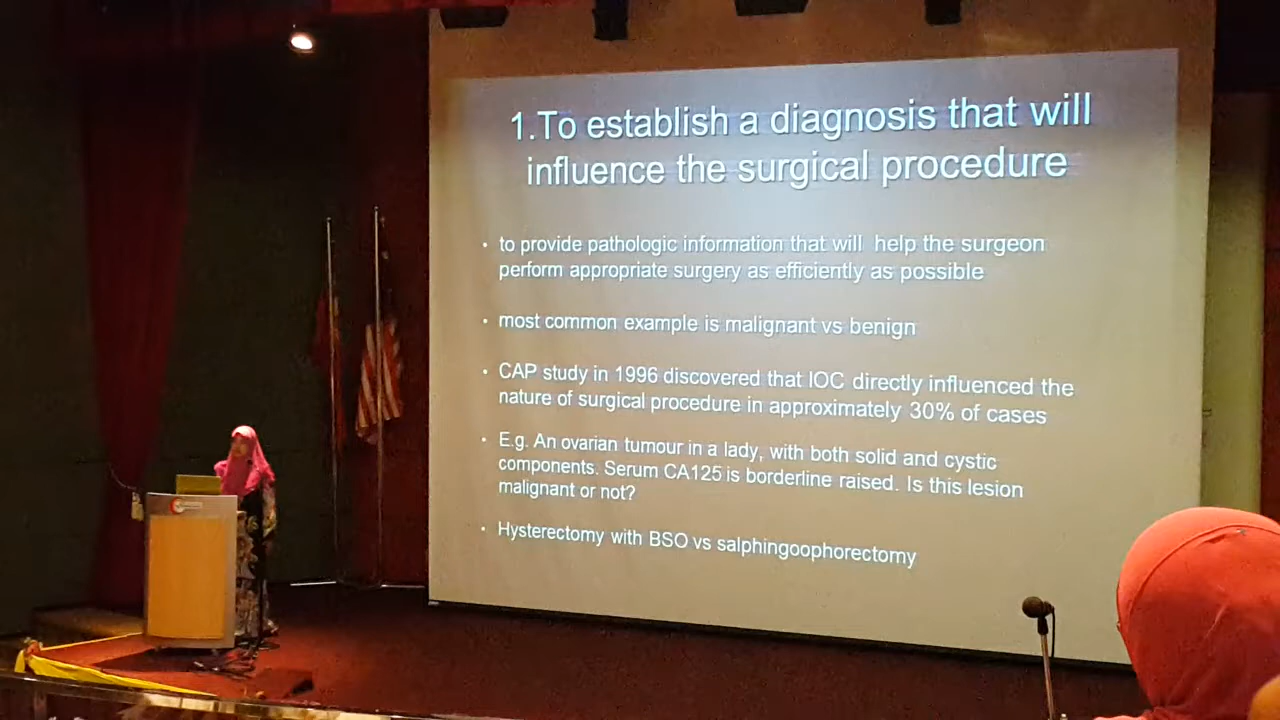 1.To establish a diagnosis that will
influence the surgical procedure
• to provide pathologic information that will help the surgeon
perform appropriate surgery as efficiently as possible
• most common example is malignant vs benign
• CAP study in 1996 discovered that IOC directly influenced the
nature of surgical procedure in approximately 30% of cases
• E.g. An ovarian tumour in a lady, with both solid and cystic
components. Serum CA125 is borderline raised. Is this lesion
malignant or not?
• Hysterectomy with BSO vs salphingoophorectomy